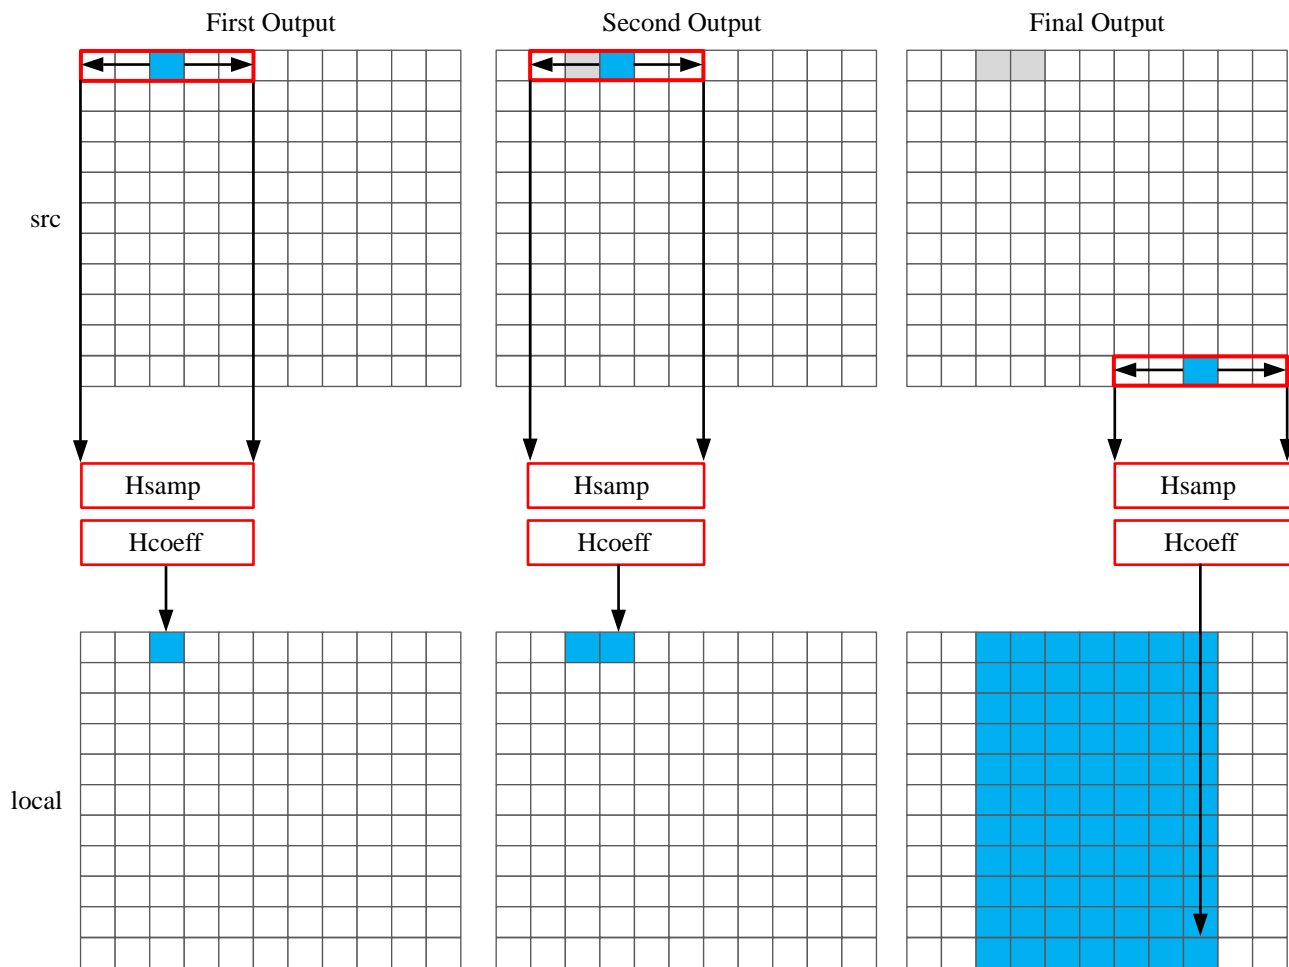 First Output
Second Output
Final Output
src
Hsamp
Hsamp
Hsamp
Hcoeff
Hcoeff
Hcoeff
local